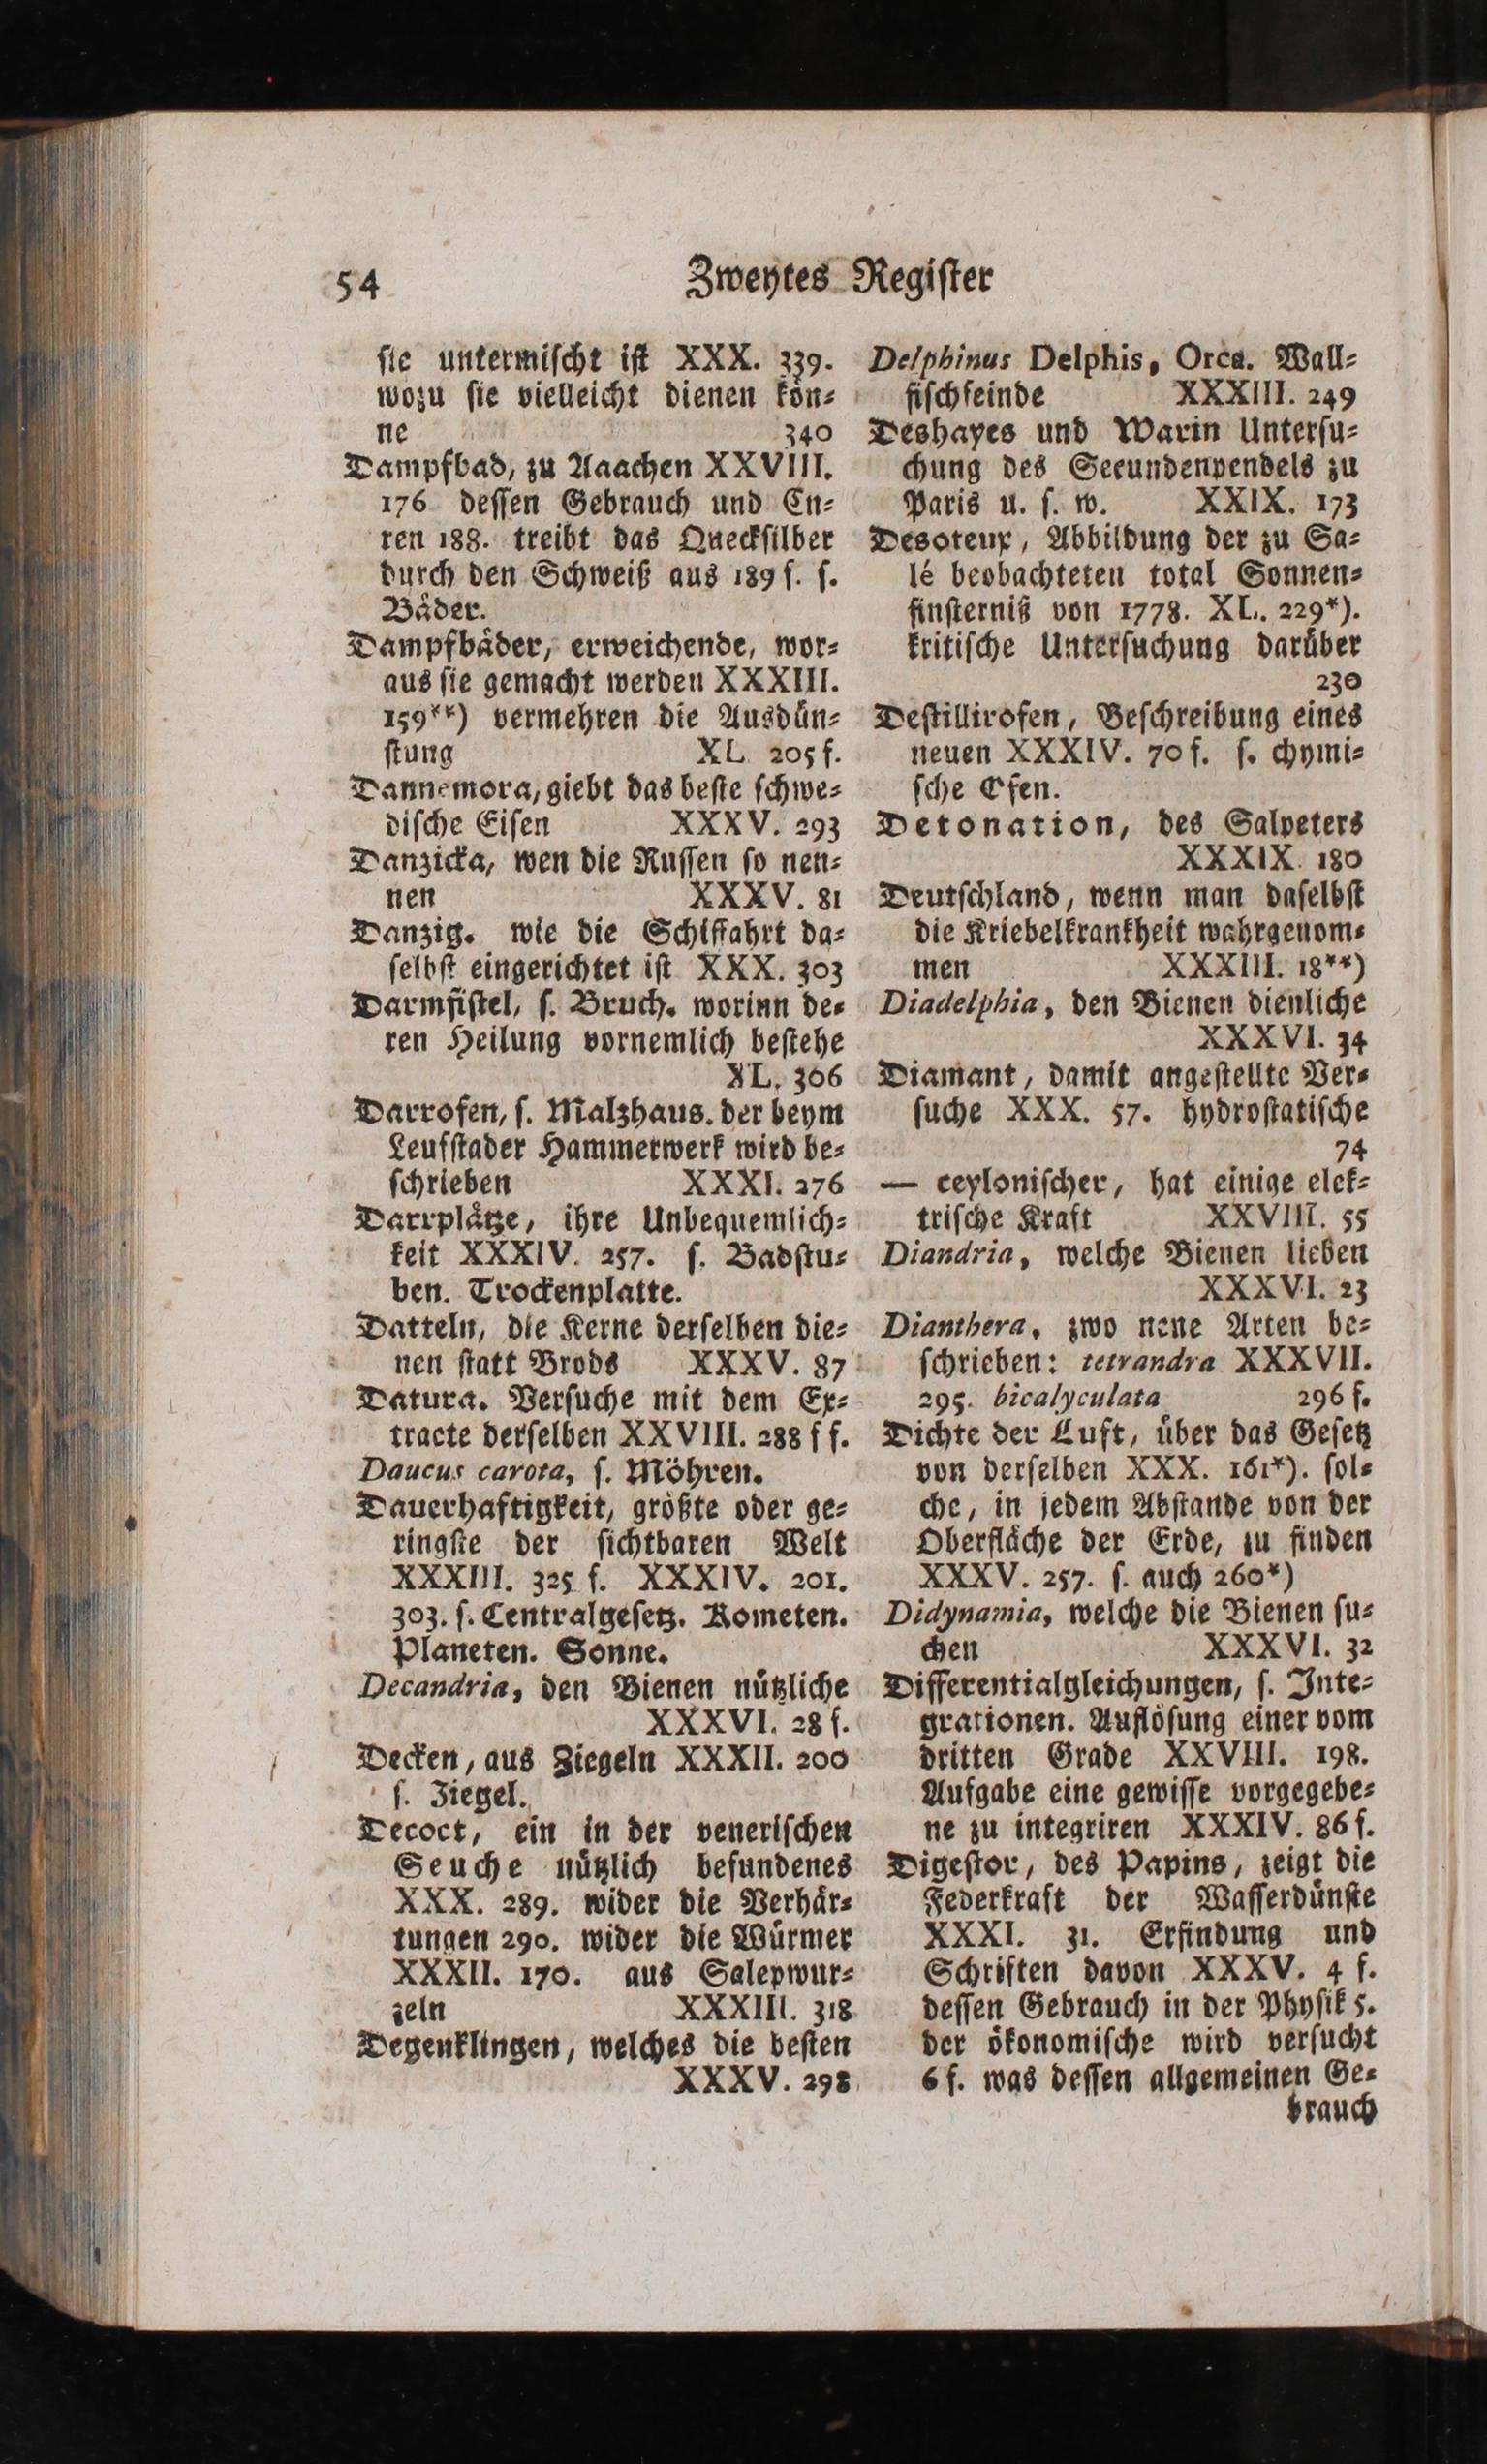 54 Zweytes Regiſter
ſie untermiſcht iſt XXX. 339.
wozu ſie vielleicht dienen kön⸗
ne 340
Dampfbad, zu Aaachen XXVIII.
176 deſſen Gebrauch und Cu⸗
ren 188. treibt das Queckſilber
durch den Schweiß aus 189 f. ſ.
Bäder.
Dampfbäder, erweichende, wor⸗
aus ſie gemacht werden XXXIII.
159**) vermehren die Ausdün⸗
ſtung XL 205 f.
Dannemora, giebt das beſte ſchwe⸗
diſche Eiſen XXXV. 293
Danzicka, wen die Ruſſen ſo nen⸗
nen XXXV. 81
Danzig. wie die Schiffahrt da⸗
ſelbſt eingerichtet iſt XXX. 303
Darmfiſtel, ſ. Bruch. worinn de⸗
ren Heilung vornemlich beſtehe
XL. 306
Darrofen, ſ. Malzhaus. der beym
Leufſtader Hammerwerk wird be⸗
ſchrieben XXXI. 276
Darrplätze, ihre Unbequemlich⸗
keit XXXIV. 257. ſ. Badſtu⸗
ben. Trockenplatte.
Datteln, die Kerne derſelben die⸗
nen ſtatt Brods XXXV. 87
Datura. Verſuche mit dem Ex⸗
tracte derſelben XXVIII. 288 f f.
Daucus carota, ſ. Möhren.
Dauerhaftigkeit, größte oder ge⸗
ringſte der ſichtbaren Welt
XXXIII. 325 f. XXXIV. 201.
303. ſ. Centralgeſetz. Kometen.
Planeten. Sonne.
Decandria, den Bienen nützliche
XXXVI. 28 f.
Decken, aus Ziegeln XXXII. 200
ſ. Ziegel.
Decoct, ein in der veneriſchen
Seuche nützlich befundenes
XXX. 289. wider die Verhär⸗
tungen 290. wider die Würmer
XXXII. 170. aus Salepwur⸗
zeln XXXIII. 318
Degenklingen, welches die beſten
XXXV. 298
Delphinus Delphis, Orca. Wall⸗
fiſchfeinde XXXIII. 249
Deshayes und Warin Unterſu⸗
chung des Secundenpendels zu
Paris u. ſ. w. XXIX. 173
Desoteux, Abbildung der zu Sa⸗
lé beobachteten total Sonnen⸗
finſterniß von 1778. XL. 229*).
kritiſche Unterſuchung darüber
230
Deſtillirofen, Beſchreibung eines
neuen XXXIV. 70 f. ſ. chymi⸗
ſche Ofen.
Detonation, des Salpeters
XXXIX. 180
Deutſchland, wenn man daſelbſt
die Kriebelkrankheit wahrgenom⸗
men XXXIII. 18**)
Diadelphia, den Bienen dienliche
XXXVI. 34
Diamant, damit angeſtellte Ver⸗
ſuche XXX. 57. hydroſtatiſche
74
— ceyloniſcher, hat einige elek⸗
triſche Kraft XXVIII. 55
Diandria, welche Bienen lieben
XXXVI. 23
Dianthera, zwo neue Arten be⸗
ſchrieben: tetrandra XXXVII.
295. bicalyculata 296 f.
Dichte der Luft, über das Geſetz
von derſelben XXX. 161*). ſol⸗
che, in jedem Abſtande von der
Oberfläche der Erde, zu finden
XXXV. 257. ſ. auch 260*)
Didynamia, welche die Bienen ſu⸗
chen XXXVI. 32
Differentialgleichungen, ſ. Inte⸗
grationen. Auflöſung einer vom
dritten Grade XXVIII. 198.
Aufgabe eine gewiſſe vorgegebe⸗
ne zu integriren XXXIV. 86 f.
Digeſtor, des Papins, zeigt die
Federkraft der Waſſerdünſte
XXXI. 31. Erfindung und
Schriften davon XXXV. 4 f.
deſſen Gebrauch in der Phyſik 5.
der ökonomiſche wird verſucht
6 f. was deſſen allgemeinen Ge⸗
brauch